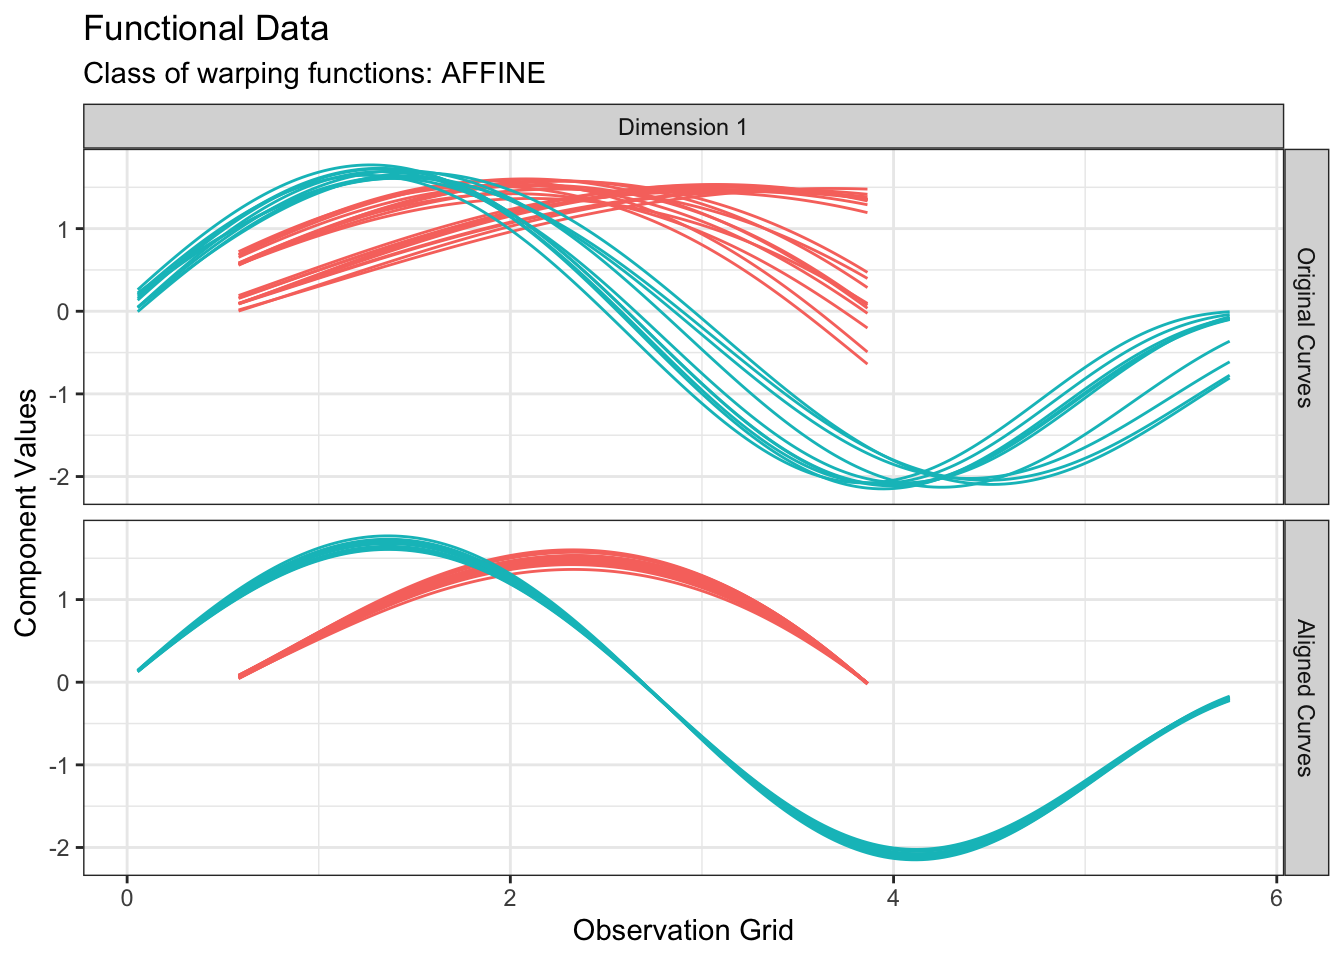 Functional Data
Class of warping functions: AFFINE
Dimension 1
Component Values
1
0
-1
-2
Original Curves
1
0
-1
-2
Aligned Curves
0
2
4
6
Observation Grid